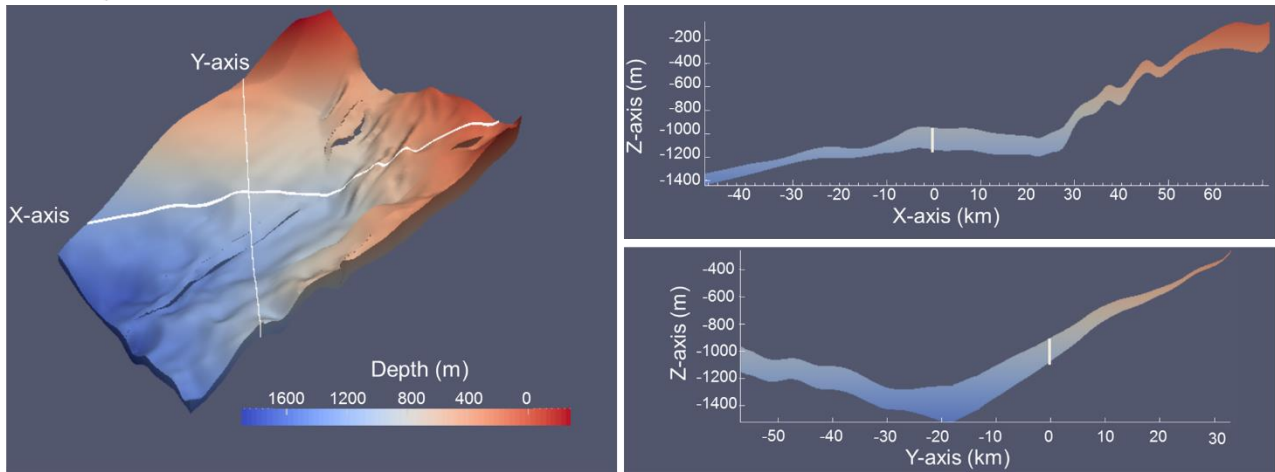 Y-axis
X-axis
Depth (m)
1600 1200 800 400 0
Z-axis (m)
-200
-400
-600
-800
-1000
-1200
-1400
-40 -30 -20 -10 0 10 20 30 40 50 60
X-axis (km)
Z-axis (m)
-400
-600
-800
-1000
-1200
-1400
-50 -40 -30 -20 -10 0 10 20 30
Y-axis (km)